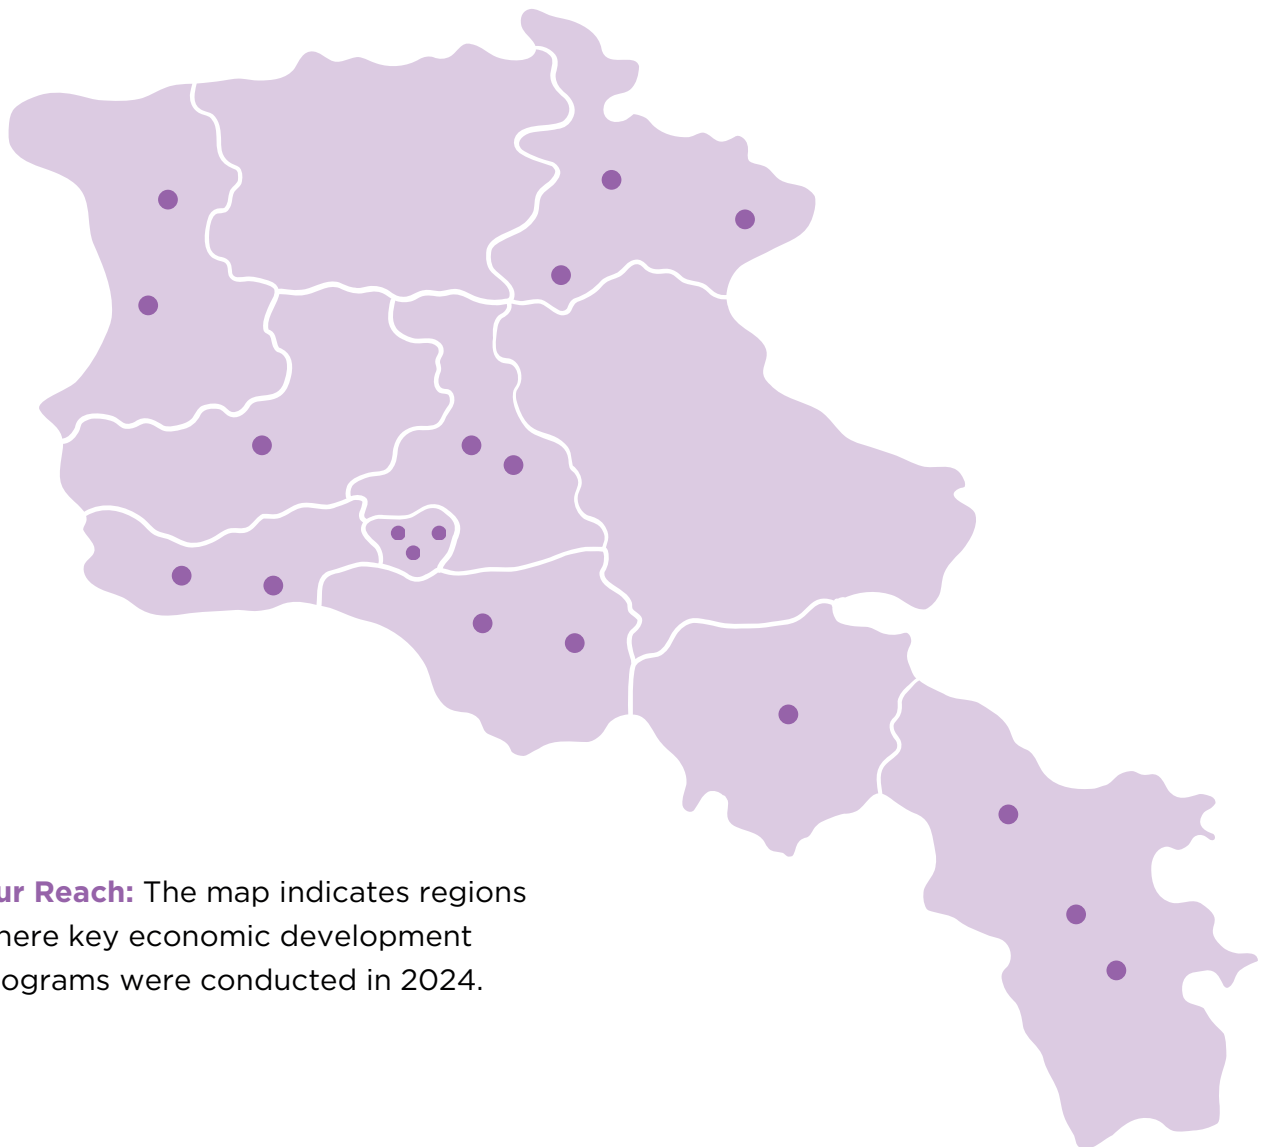 ur Reach: The map indicates regions
here key economic development
ograms were conducted in 2024.